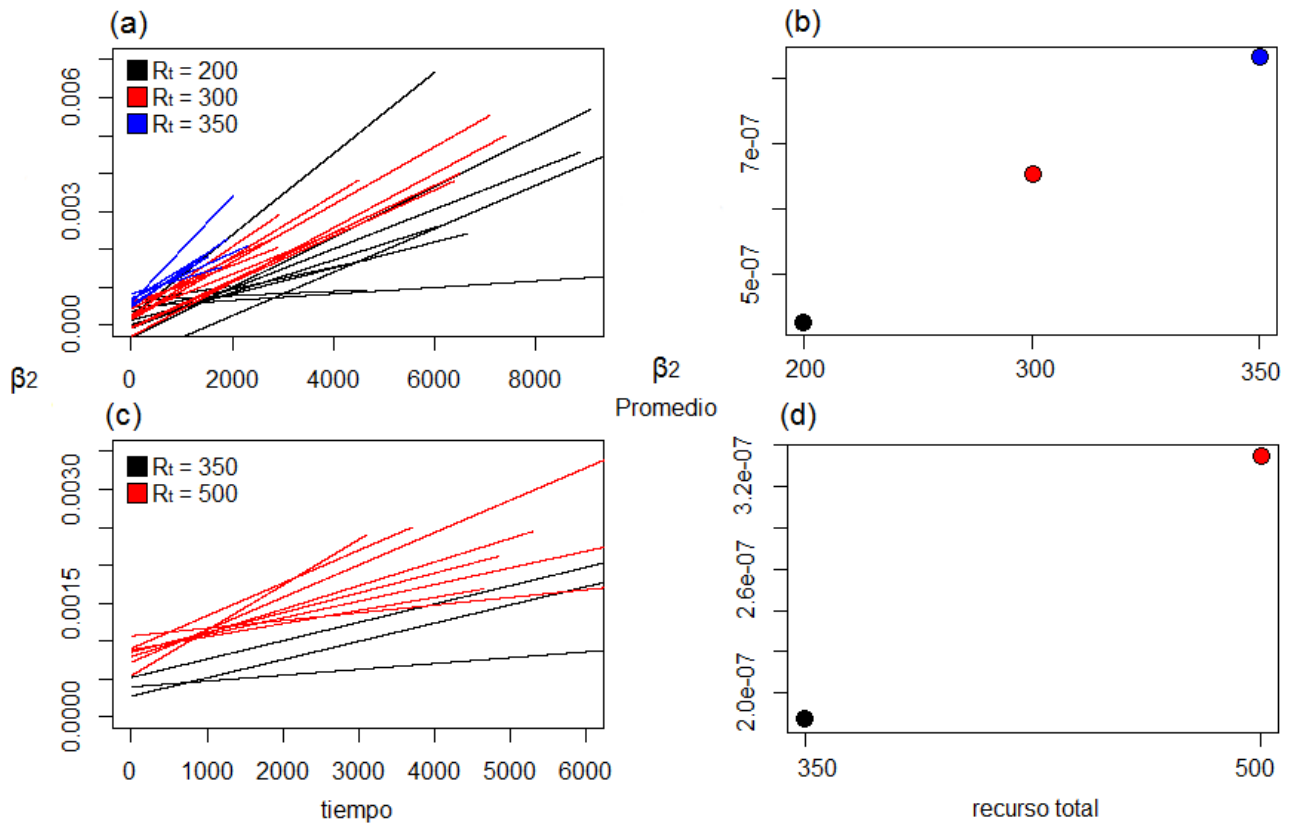 (a)
Rt = 200
Rt = 300
Rt = 350
0.000
0.003
0.006
0 2000 4000 6000 8000
β2
(b)
5e-07
7e-07
200 300 350
β2
Promedio
(c)
Rt = 350
Rt = 500
0.0000
0.0015
0.0030
0 1000 2000 3000 4000 5000 6000
tiempo
(d)
2.0e-07
2.6e-07
3.2e-07
350 500
recurso total